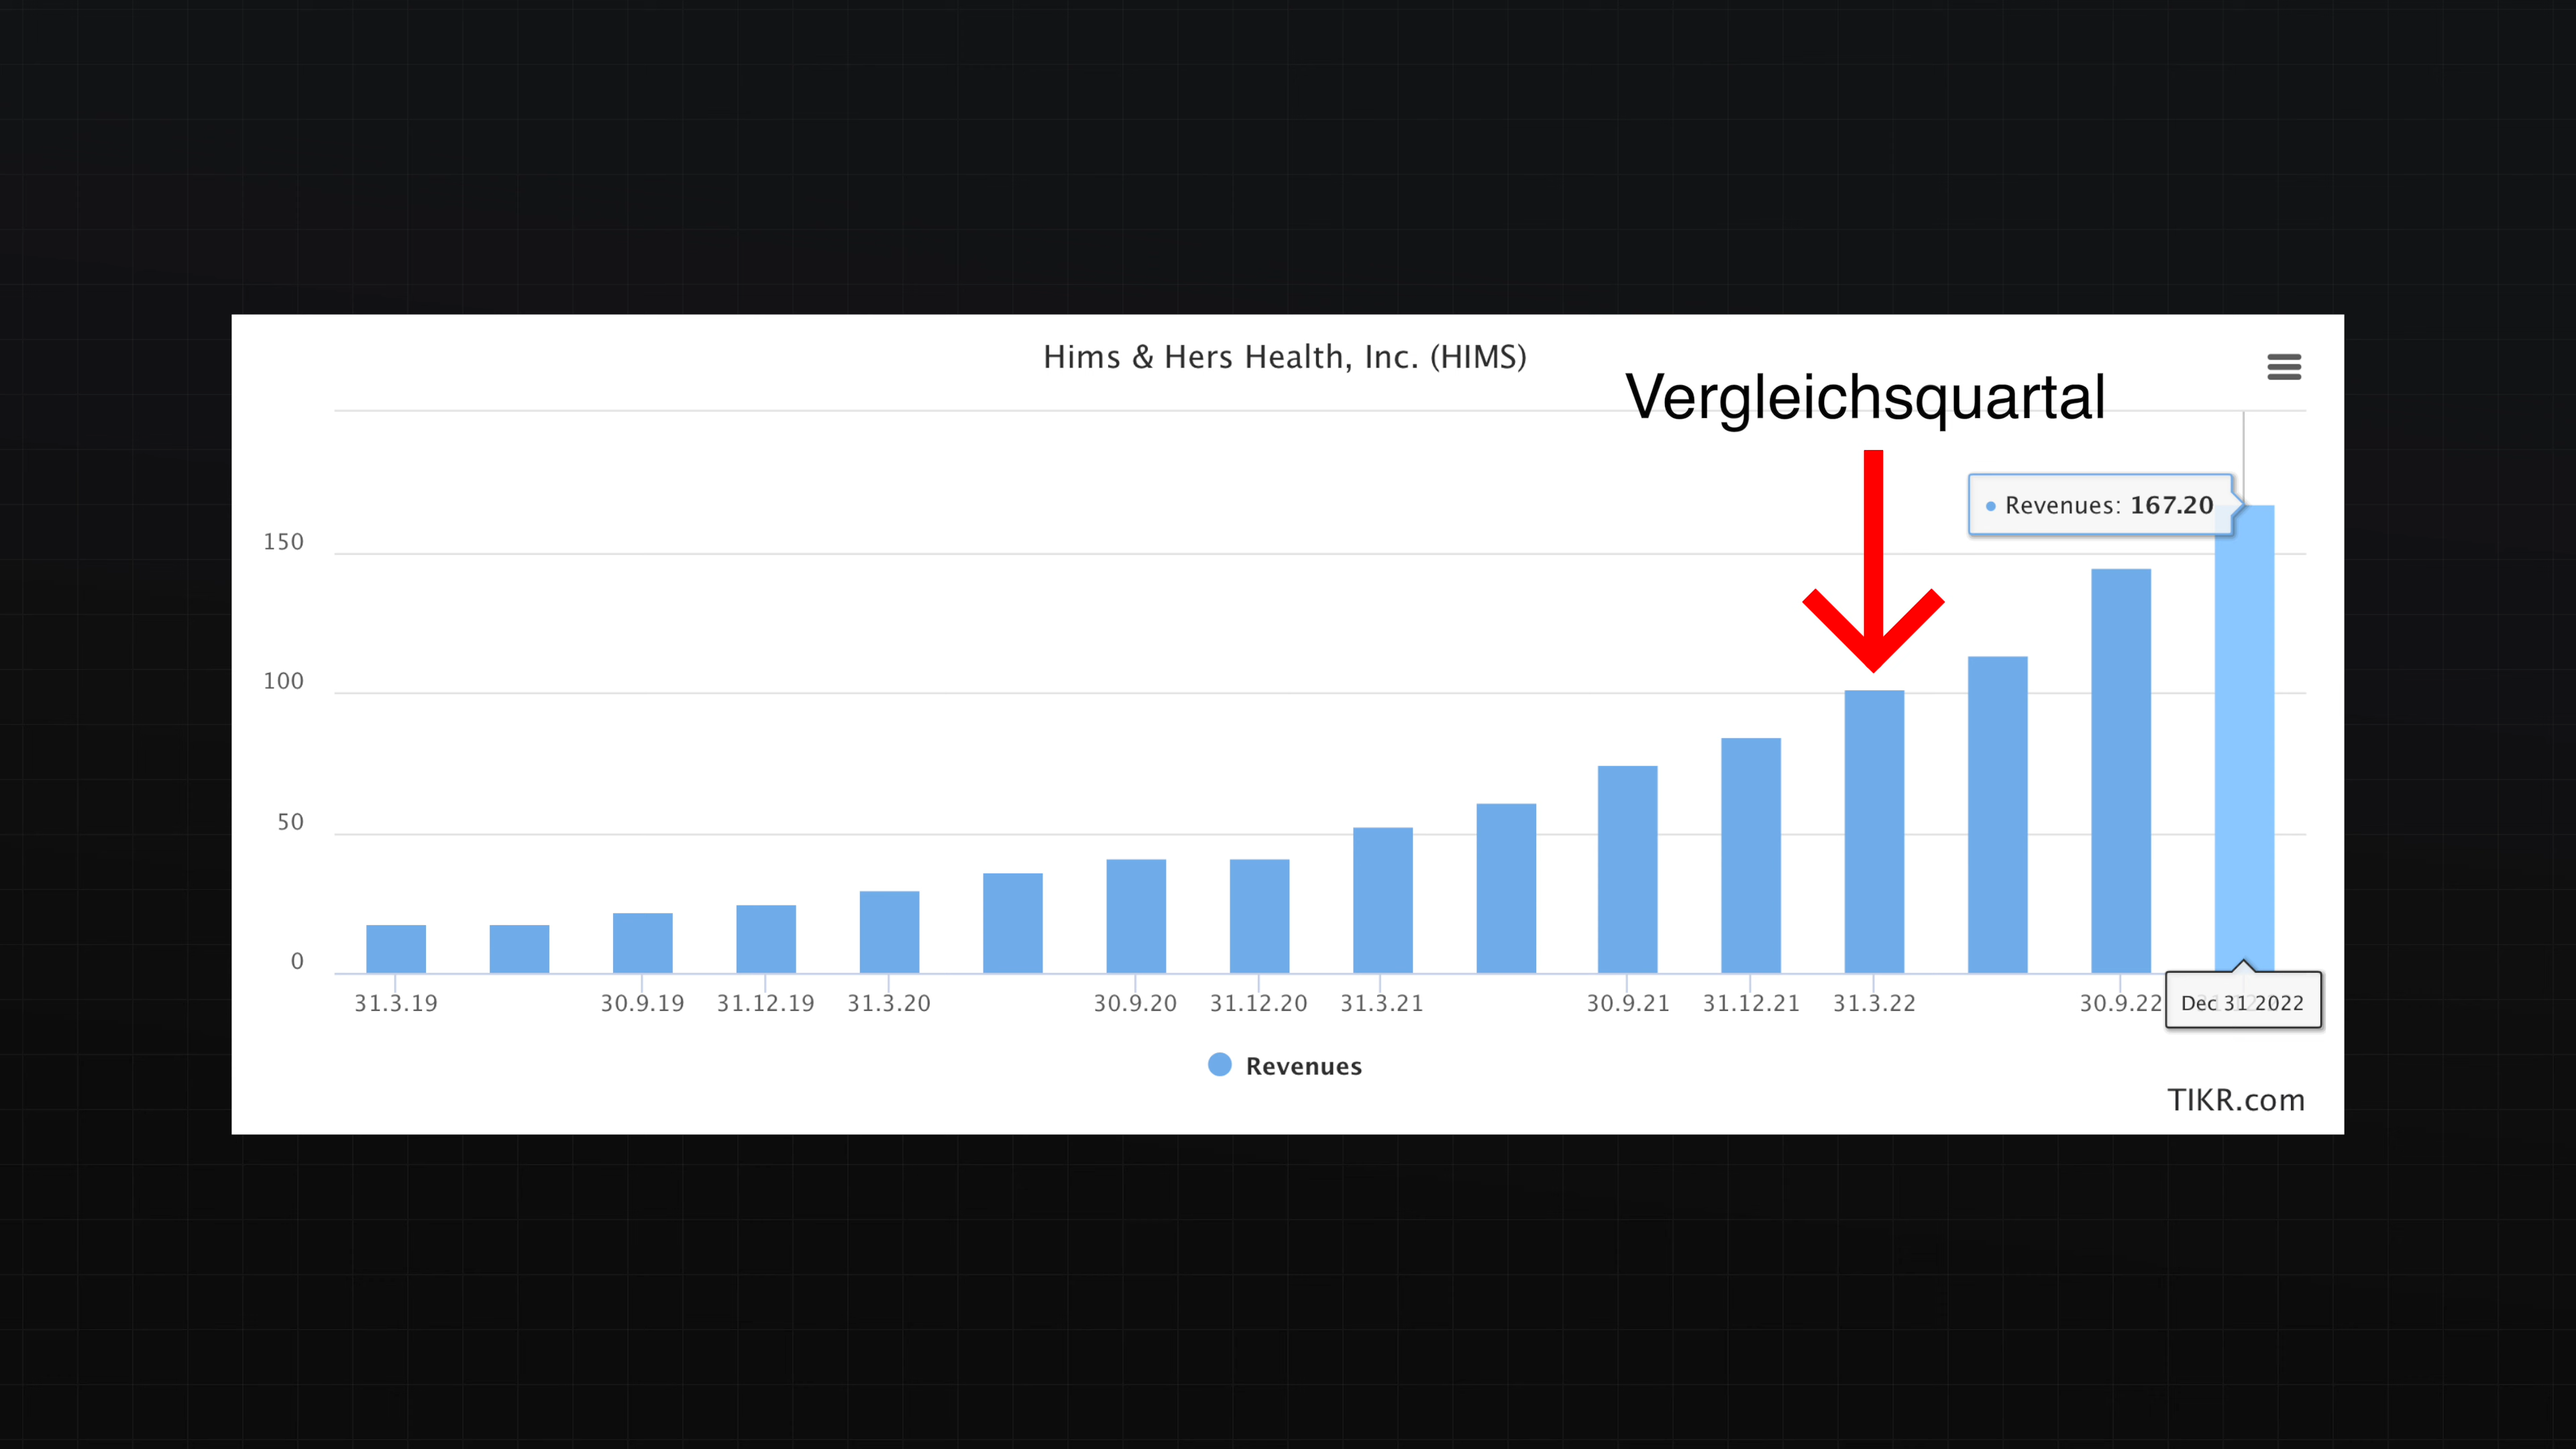 Hims & Hers Health, Inc. (HIMS)
Vergleichsquartal
Revenues: 167.20
150
100
50
0
31.3.19 30.9.19 31.12.19 31.3.20 30.9.20 31.12.20 31.3.21 30.9.21 31.12.21 31.3.22 30.9.22 Dec 31 2022
Revenues
TIKR.com